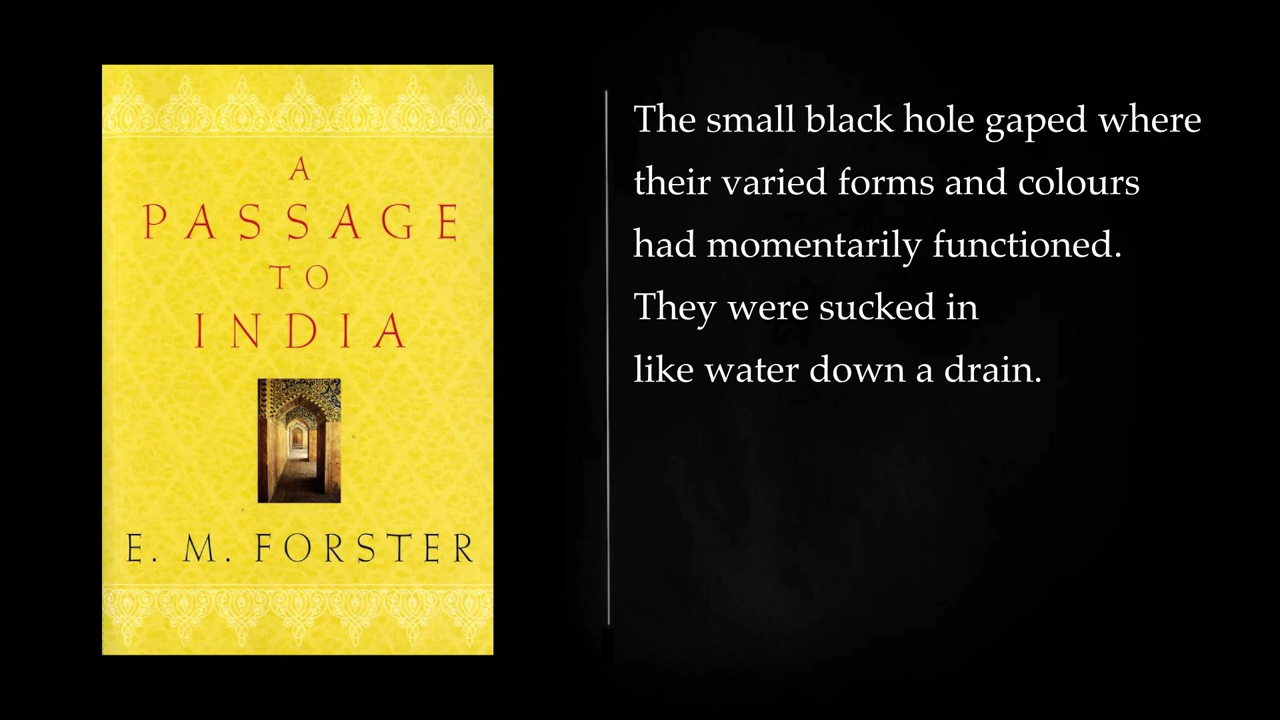 A
PASSAGE
TO
INDIA
E. M. FORSTER
The small black hole gaped where
their varied forms and colours
had momentarily functioned.
They were sucked in
like water down a drain.